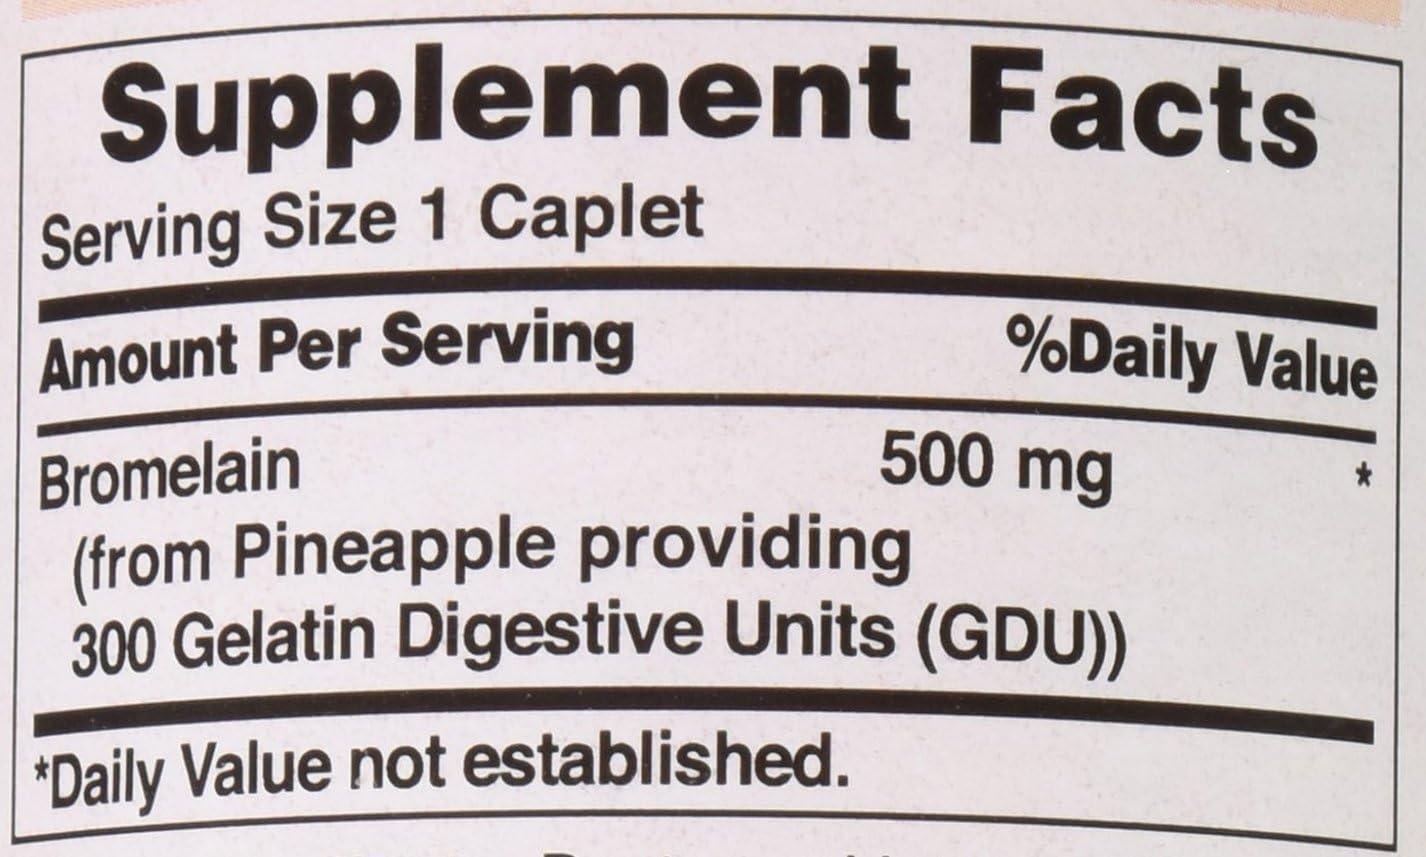 Supplement Facts
Serving Size 1 Caplet
Amount Per Serving %Daily Value
Bromelain 500 mg *
(from Pineapple providing
300 Gelatin Digestive Units (GDU))
*Daily Value not established.